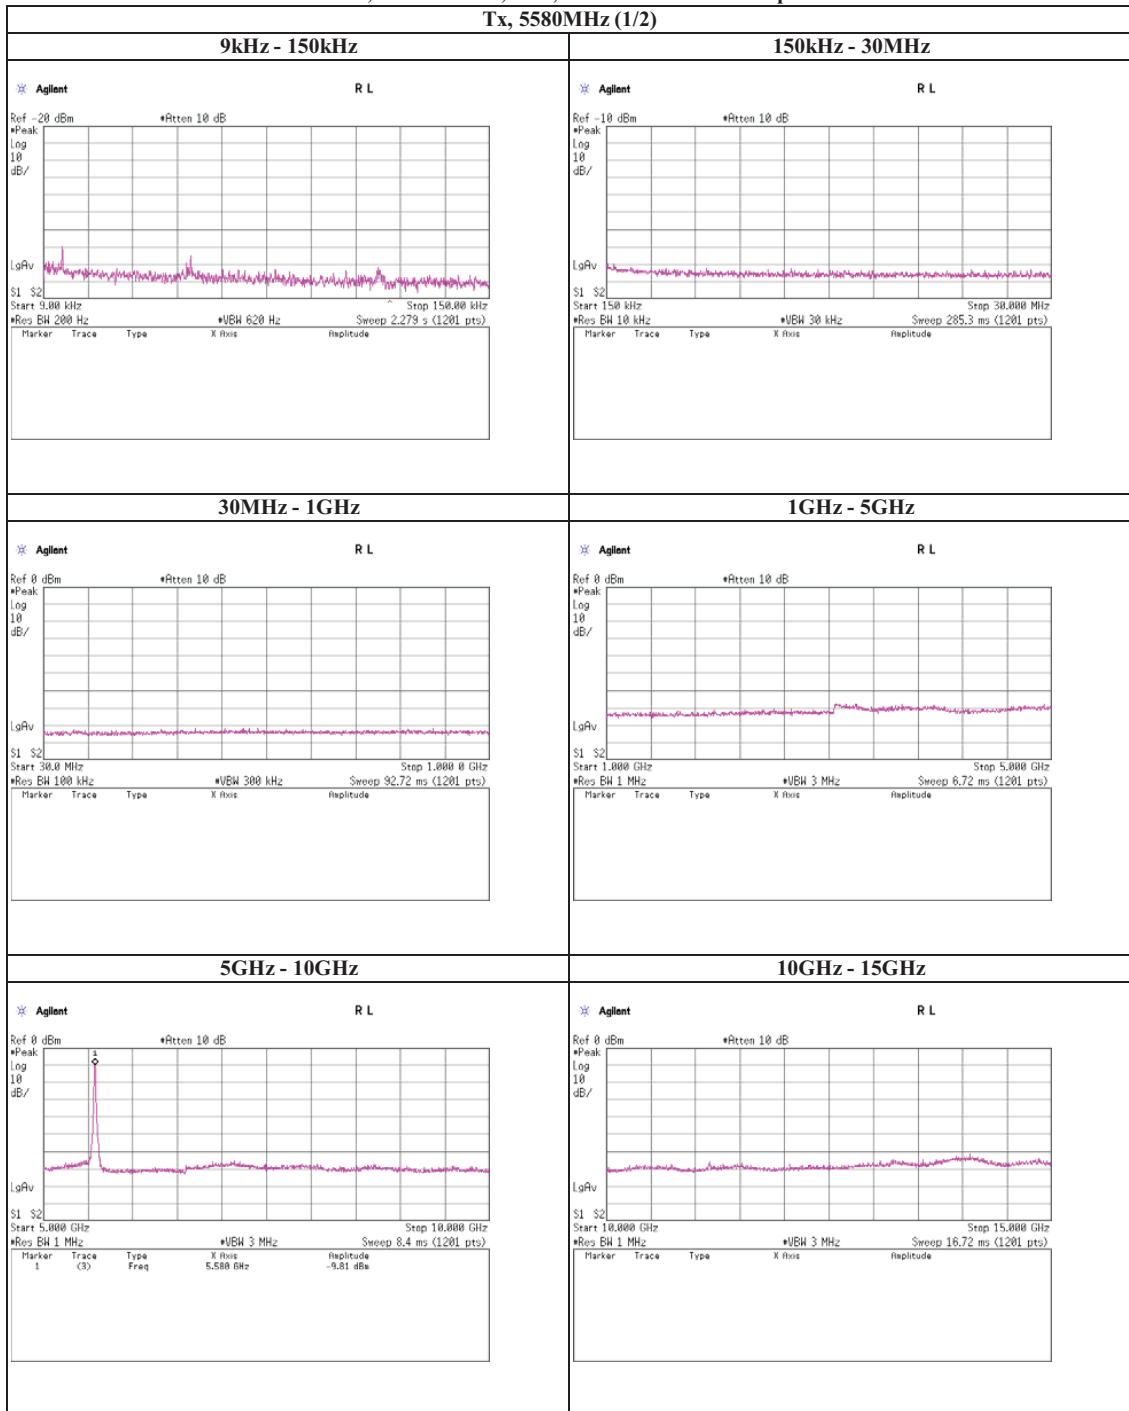 Tx, 5580MHz (1/2)
9kHz - 150kHz
150kHz - 30MHz
Agilent R L
Ref -20 dBm #Atten 10 dB
#Peak
Log
10
dB/
LgAv
S1 S2
Start 9.00 kHz Stop 150.00 kHz
#Res BW 200 Hz #VBW 620 Hz Sweep 2.279 s (1201 pts)
Marker Trace Type X Axis Amplitude
Agilent R L
Ref -10 dBm #Atten 10 dB
#Peak
Log
10
dB/
LgAv
S1 S2
Start 150 kHz Stop 30.000 MHz
#Res BW 10 kHz #VBW 30 kHz Sweep 285.3 ms (1201 pts)
Marker Trace Type X Axis Amplitude
30MHz - 1GHz
1GHz - 5GHz
Agilent R L
Ref 0 dBm #Atten 10 dB
#Peak
Log
10
dB/
LgAv
S1 S2
Start 30.0 MHz Stop 1.000 0 GHz
#Res BW 100 kHz #VBW 300 kHz Sweep 92.72 ms (1201 pts)
Marker Trace Type X Axis Amplitude
Agilent R L
Ref 0 dBm #Atten 10 dB
#Peak
Log
10
dB/
LgAv
S1 S2
Start 1.000 GHz Stop 5.000 GHz
#Res BW 1 MHz #VBW 3 MHz Sweep 6.72 ms (1201 pts)
Marker Trace Type X Axis Amplitude
5GHz - 10GHz
10GHz - 15GHz
Agilent R L
Ref 0 dBm #Atten 10 dB
#Peak
Log
10
dB/
1
LgAv
S1 S2
Start 5.000 GHz Stop 10.000 GHz
#Res BW 1 MHz #VBW 3 MHz Sweep 8.4 ms (1201 pts)
Marker Trace Type X Axis Amplitude
1 (3) Freq 5.580 GHz -9.81 dBm
Agilent R L
Ref 0 dBm #Atten 10 dB
#Peak
Log
10
dB/
LgAv
S1 S2
Start 10.000 GHz Stop 15.000 GHz
#Res BW 1 MHz #VBW 3 MHz Sweep 16.72 ms (1201 pts)
Marker Trace Type X Axis Amplitude